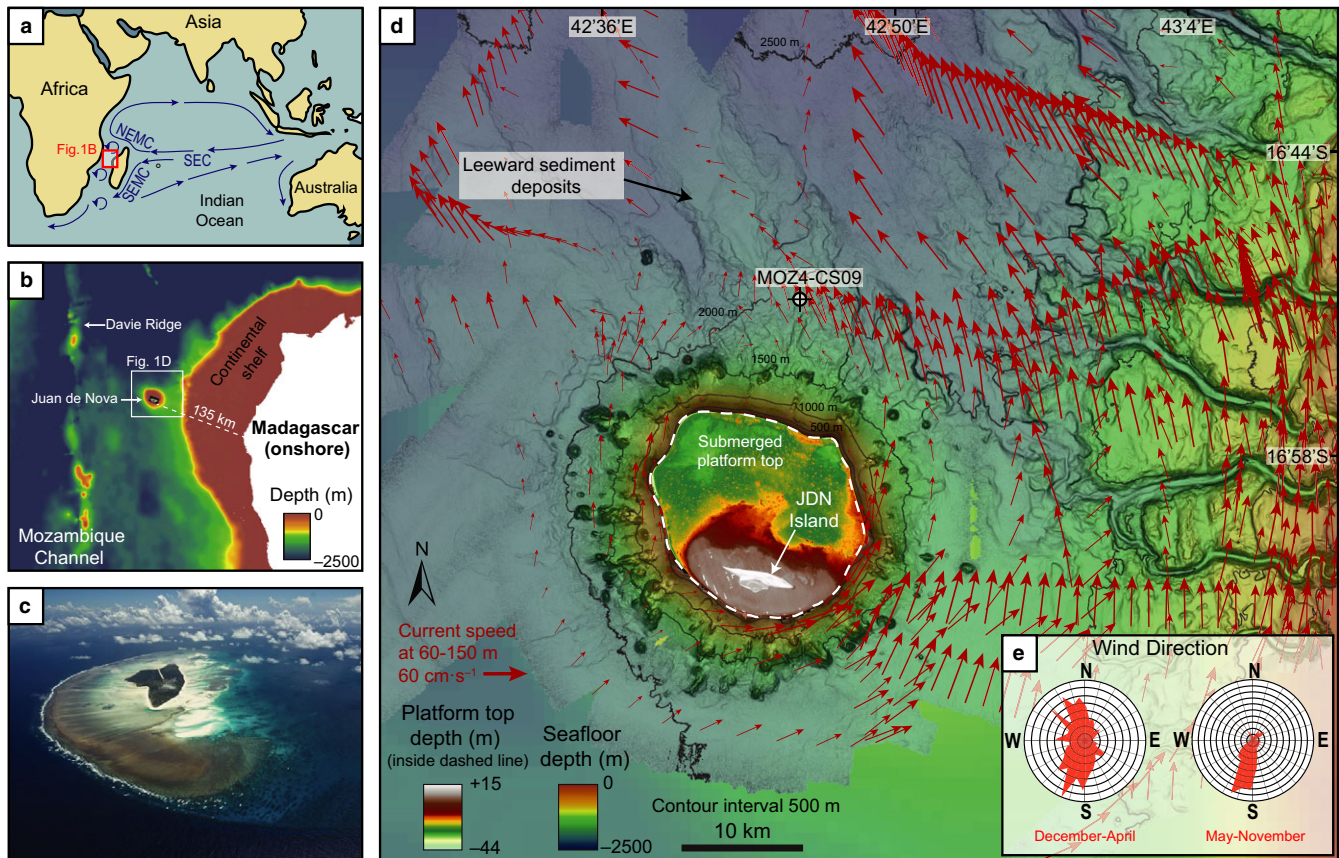 a
Asia
Africa
NEMC
Fig.1B
SEC
SEMC
Indian
Ocean
Australia
b
Davie Ridge
Continental
shelf
Fig. 1D
Juan de Nova
135 km
Madagascar
(onshore)
Depth (m)
0
−2500
Mozambique
Channel
c
d
42'36'E
42'50'E
43'4'E
2500 m
16'44'S
Leeward sediment
deposits
MOZ4-CS09
2000 m
1500 m
1000 m
500 m
16'58'S
Submerged
platform top
JDN
Island
N
Current speed
at 60-150 m
60 cm·s⁻¹
Platform top
depth (m)
(inside dashed line)
+15
−44
Seafloor
depth (m)
0
−2500
Contour interval 500 m
10 km
e
Wind Direction
N
W
E
S
December-April
N
W
E
S
May-November